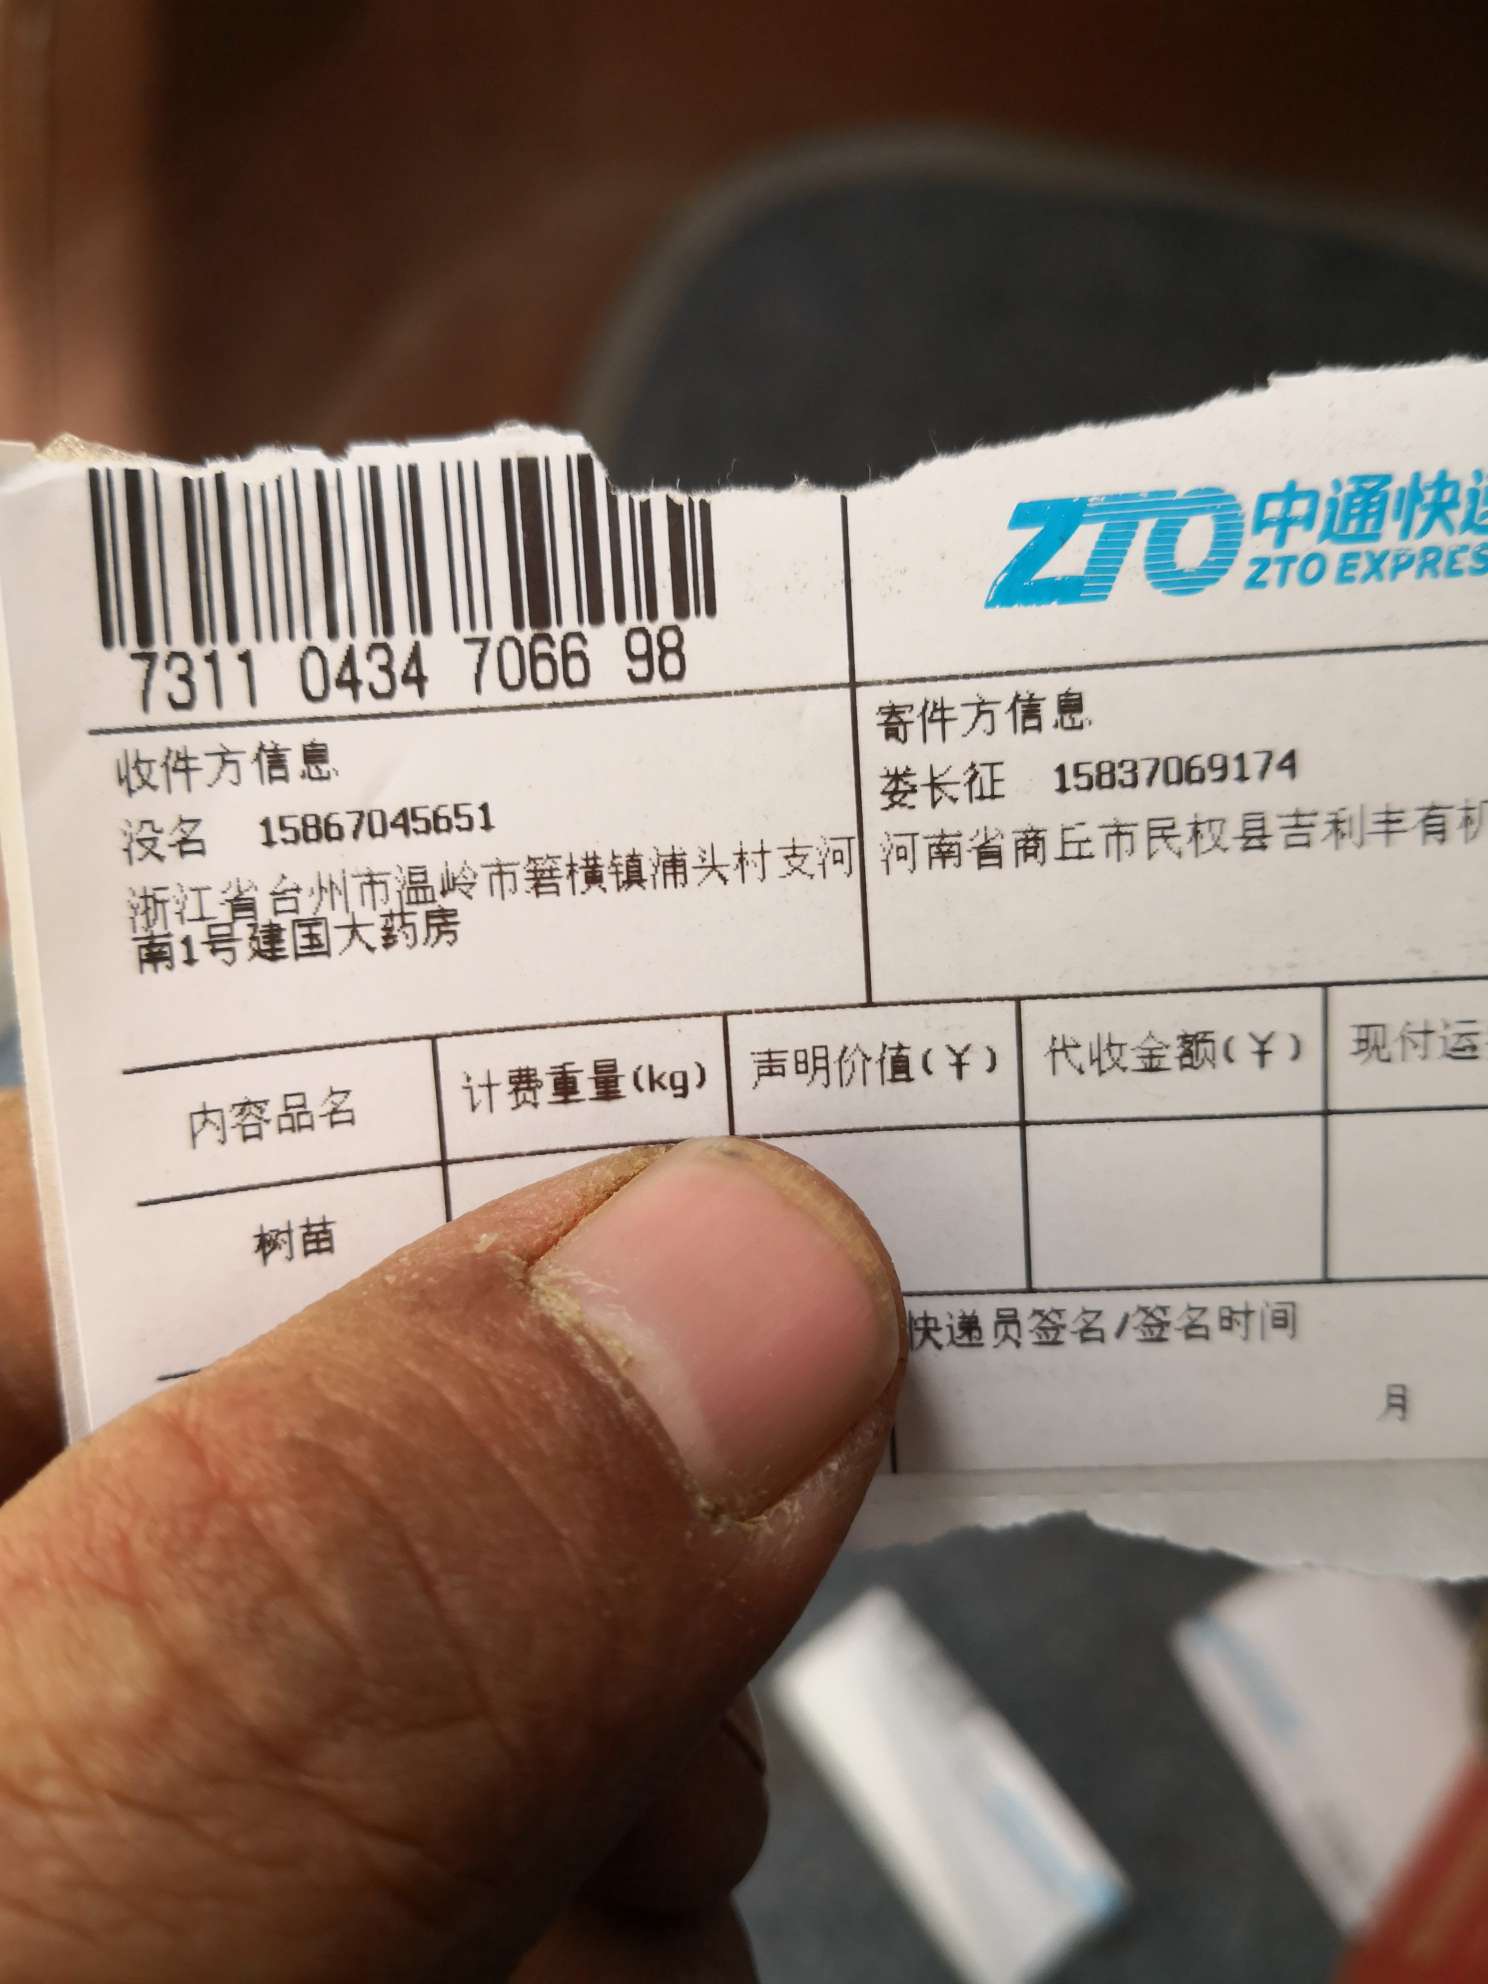 ZTO 中通快递
ZTO EXPRES
7311 0434 7066 98
收件方信息
没名 15867045651
浙江省台州市温岭市箬横镇浦头村支河
南1号建国大药房
寄件方信息
娄长征 15837069174
河南省商丘市民权县吉利丰有机
内容品名 计费重量(kg) 声明价值(¥) 代收金额(¥) 现付运
树苗
快递员签名/签名时间
月